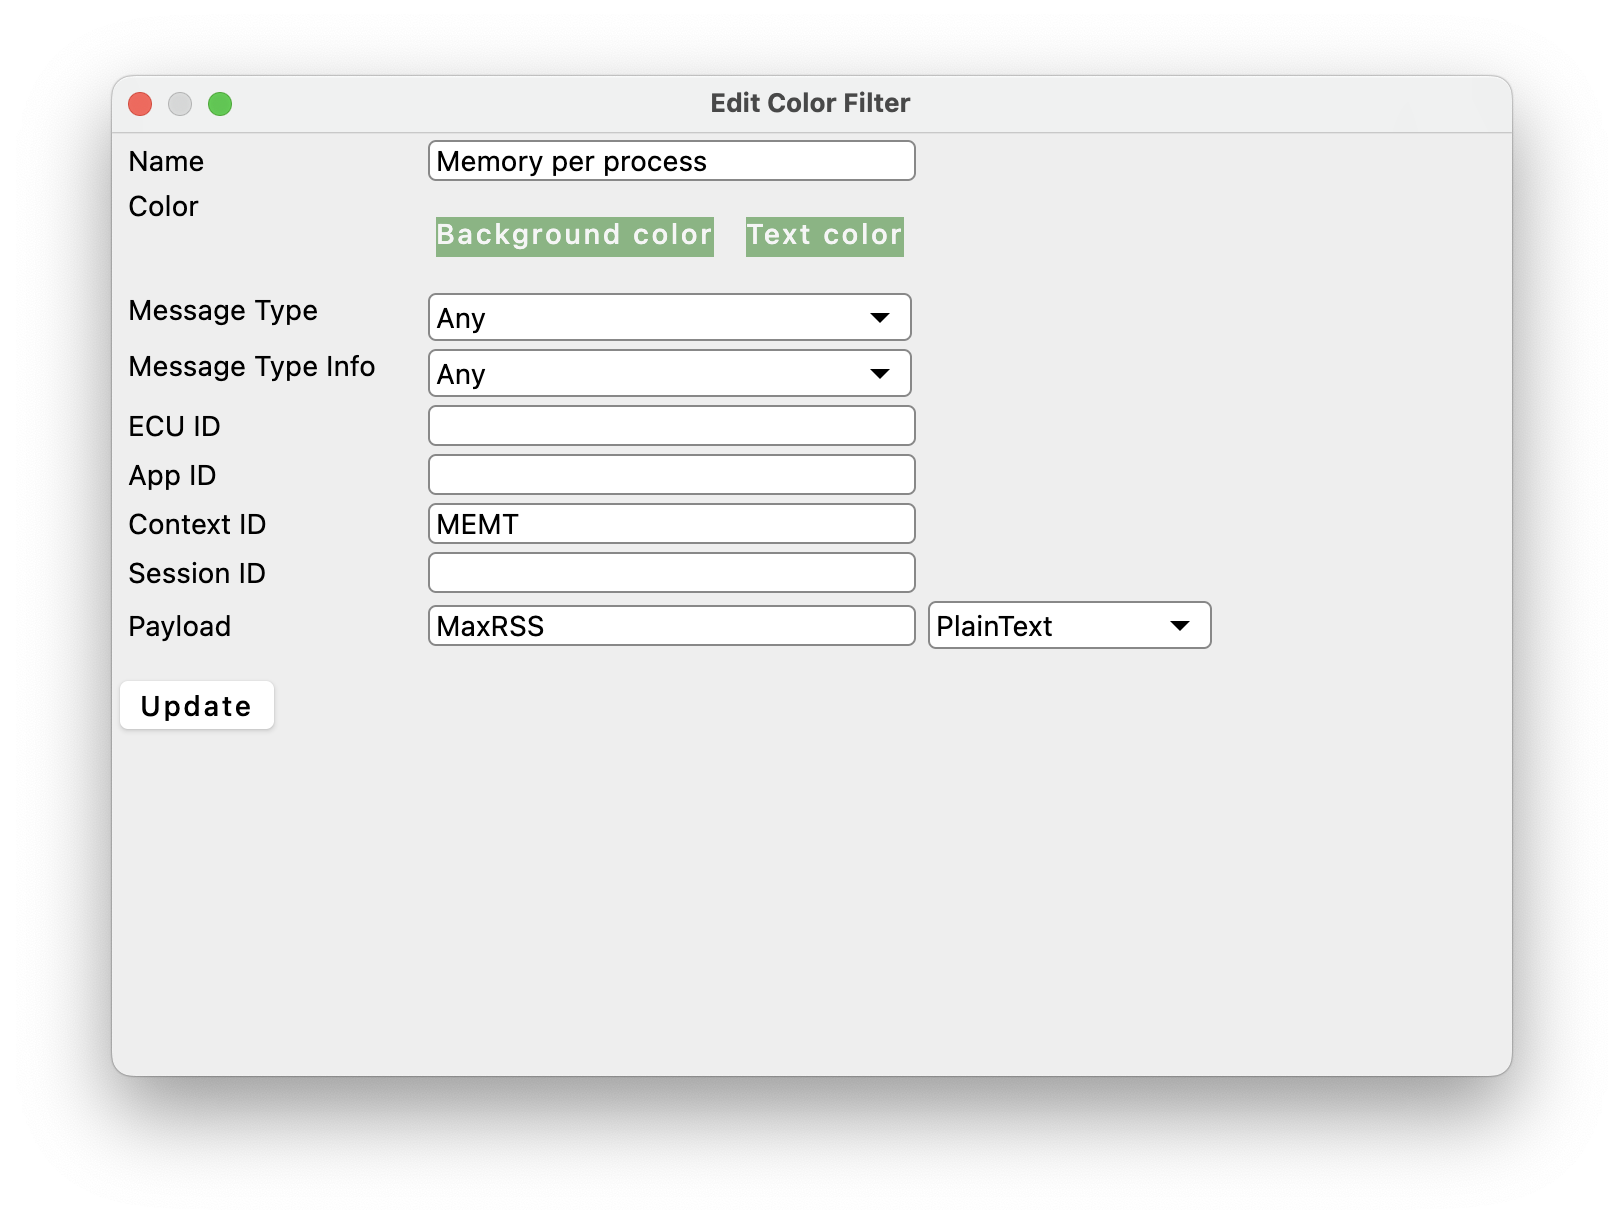 Edit Color Filter
Name Memory per process
Color
Background color Text color
Message Type Any
Message Type Info Any
ECU ID
App ID
Context ID MEMT
Session ID
Payload MaxRSS PlainText
Update